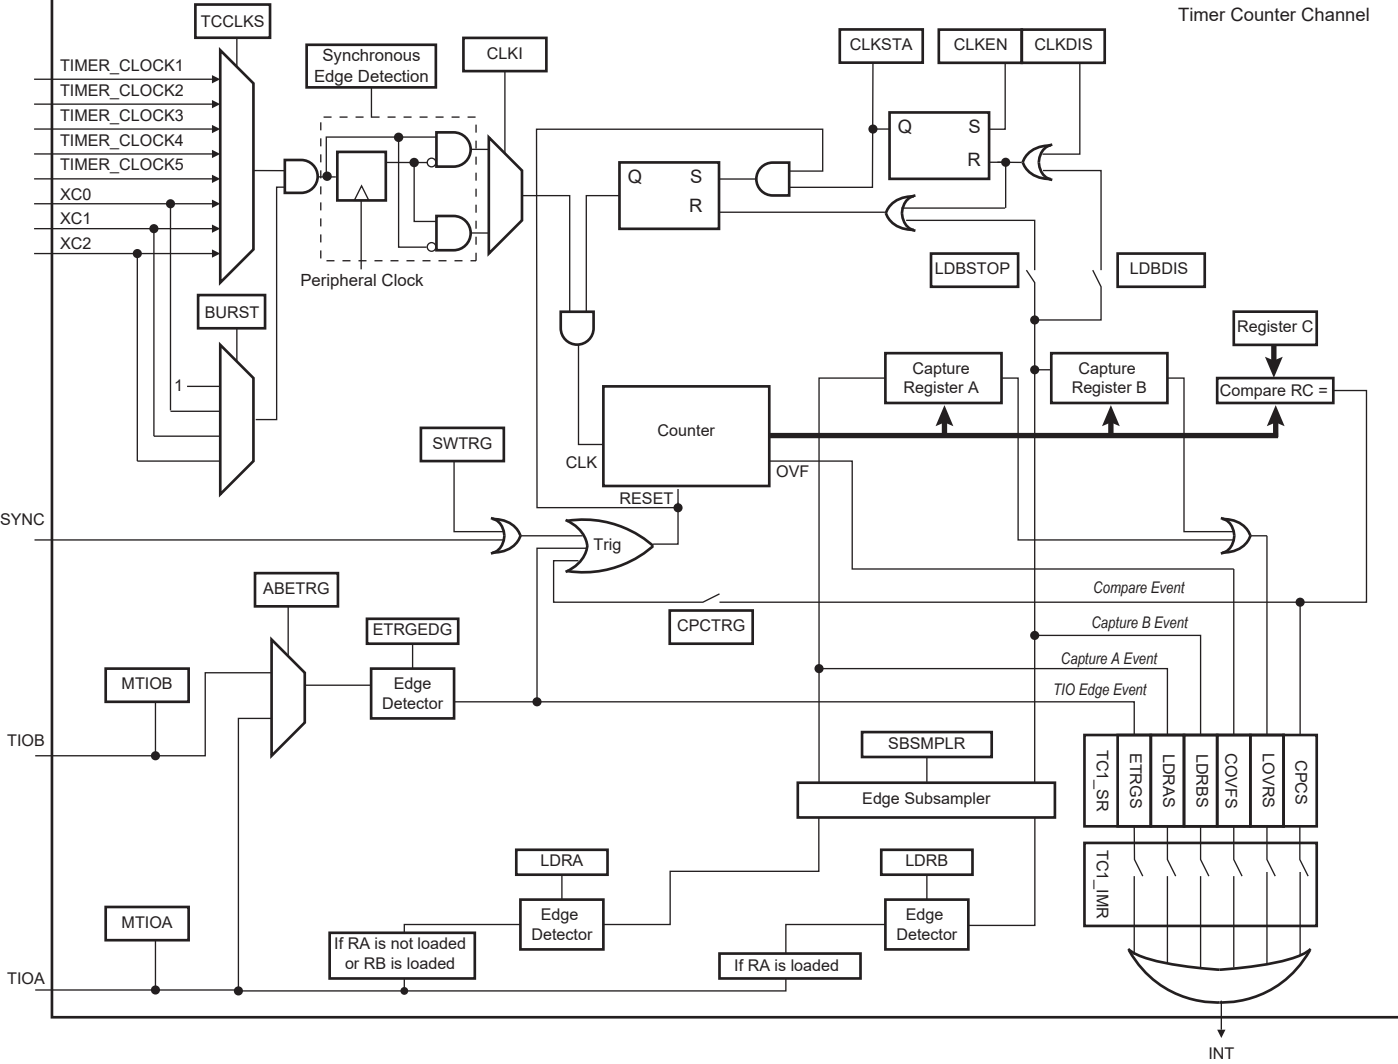 Timer Counter Channel
TCCLKS
TIMER_CLOCK1
TIMER_CLOCK2
TIMER_CLOCK3
TIMER_CLOCK4
TIMER_CLOCK5
XC0
XC1
XC2
Synchronous
Edge Detection
CLKI
Peripheral Clock
CLKSTA
CLKEN
CLKDIS
Q
S
R
Q
S
R
LDBSTOP
LDBDIS
BURST
1
Register C
Capture
Register A
Capture
Register B
Compare RC =
Counter
CLK
OVF
RESET
SWTRG
SYNC
Trig
ABETRG
ETRGEDG
CPCTRG
Compare Event
Capture B Event
Capture A Event
TIO Edge Event
MTIOB
Edge
Detector
TIOB
SBSMPLR
Edge Subsampler
TC1_SR
ETRGS
LDRAS
LDRBS
COVFS
LOVRS
CPCS
TC1_IMR
LDRA
LDRB
Edge
Detector
Edge
Detector
MTIOA
If RA is not loaded
or RB is loaded
If RA is loaded
TIOA
INT